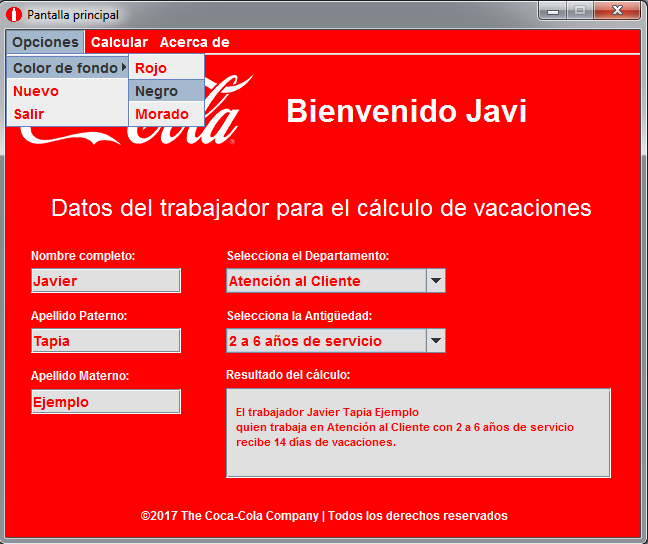 Pantalla principal
Opciones Calcular Acerca de
Color de fondo
Nuevo
Salir
Rojo
Negro
Morado
Cola
®
Bienvenido Javi
Datos del trabajador para el cálculo de vacaciones
Nombre completo:
Javier
Apellido Paterno:
Tapia
Apellido Materno:
Ejemplo
Selecciona el Departamento:
Atención al Cliente
Selecciona la Antigüedad:
2 a 6 años de servicio
Resultado del cálculo:
El trabajador Javier Tapia Ejemplo
quien trabaja en Atención al Cliente con 2 a 6 años de servicio
recibe 14 días de vacaciones.
©2017 The Coca-Cola Company | Todos los derechos reservados